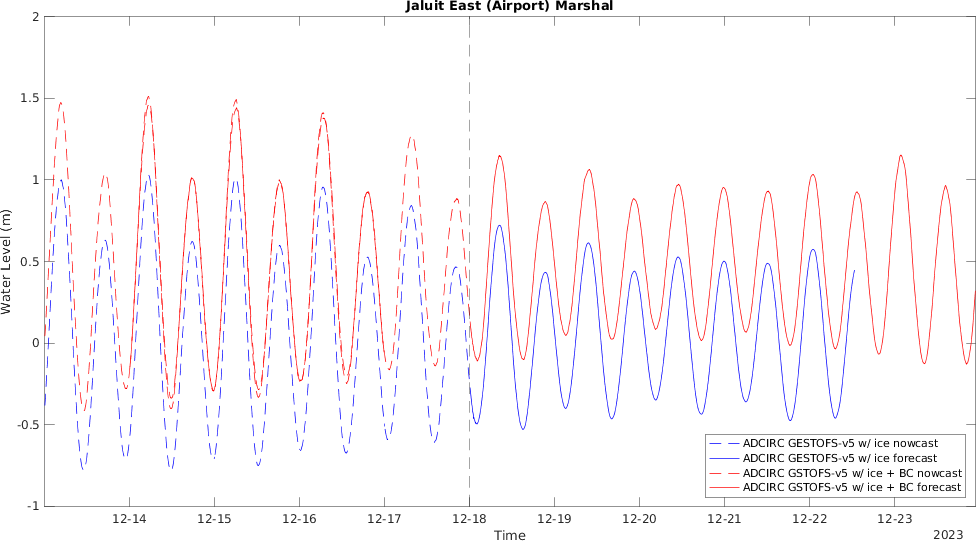 Jaluit East (Airport) Marshal
2
1.5
1
0.5
0
-0.5
-1
Water Level (m)
12-14 12-15 12-16 12-17 12-18 12-19 12-20 12-21 12-22 12-23
Time
2023
ADCIRC GESTOFS-v5 w/ ice nowcast
ADCIRC GESTOFS-v5 w/ ice forecast
ADCIRC GSTOFS-v5 w/ ice + BC nowcast
ADCIRC GSTOFS-v5 w/ ice + BC forecast